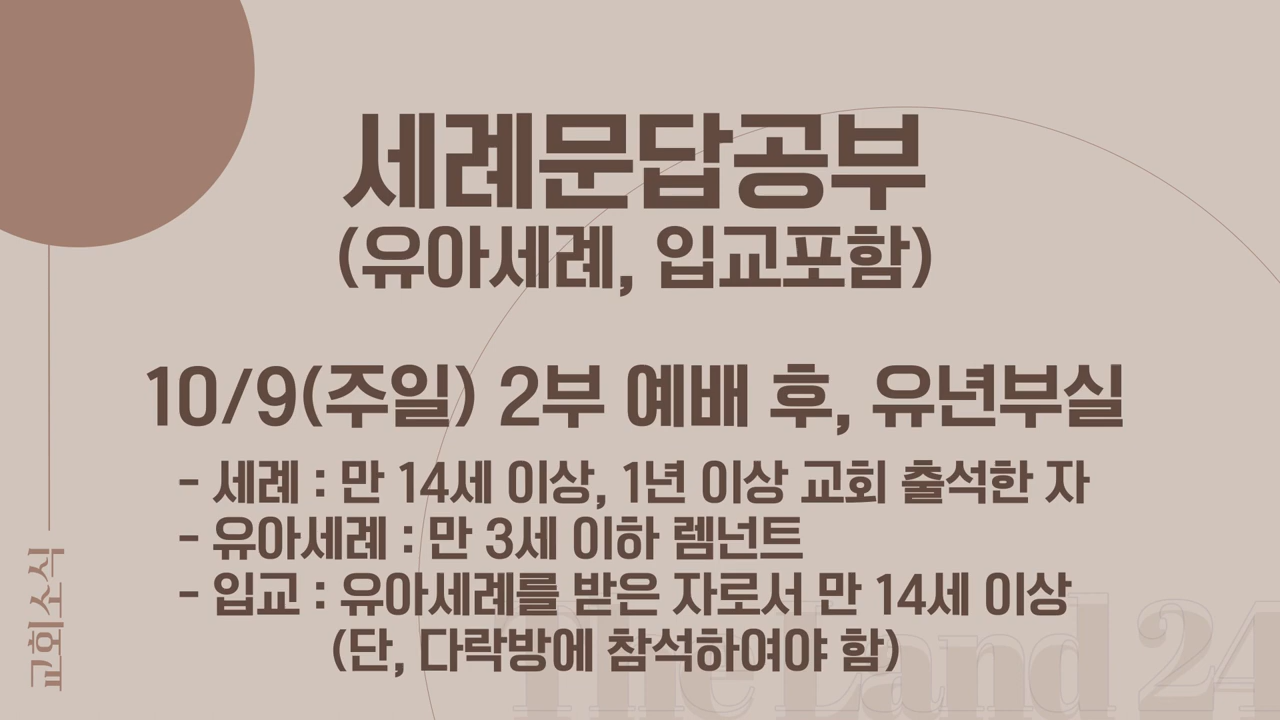 세례문답공부
(유아세례, 입교포함)
10/9(주일) 2부 예배 후, 유년부실
- 세례 : 만 14세 이상, 1년 이상 교회 출석한 자
- 유아세례 : 만 3세 이하 렘넌트
- 입교 : 유아세례를 받은 자로서 만 14세 이상
(단, 다락방에 참석하여야 함)
교회소식
The Land 24